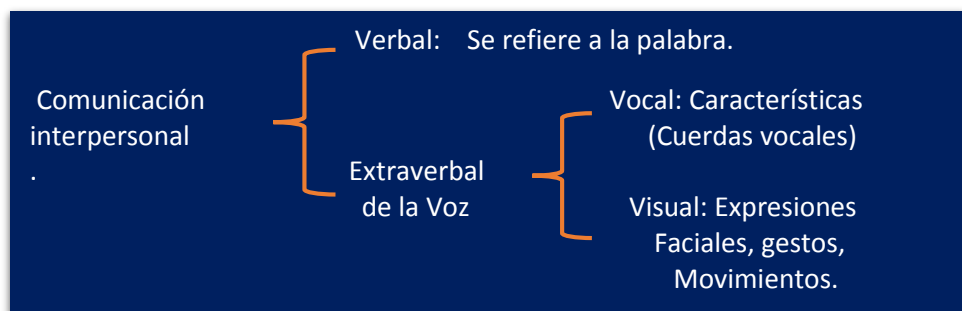 Verbal: Se refiere a la palabra.
Comunicación
interpersonal
.
Extraverbal
de la Voz
Vocal: Características
(Cuerdas vocales)
Visual: Expresiones
Faciales, gestos,
Movimientos.